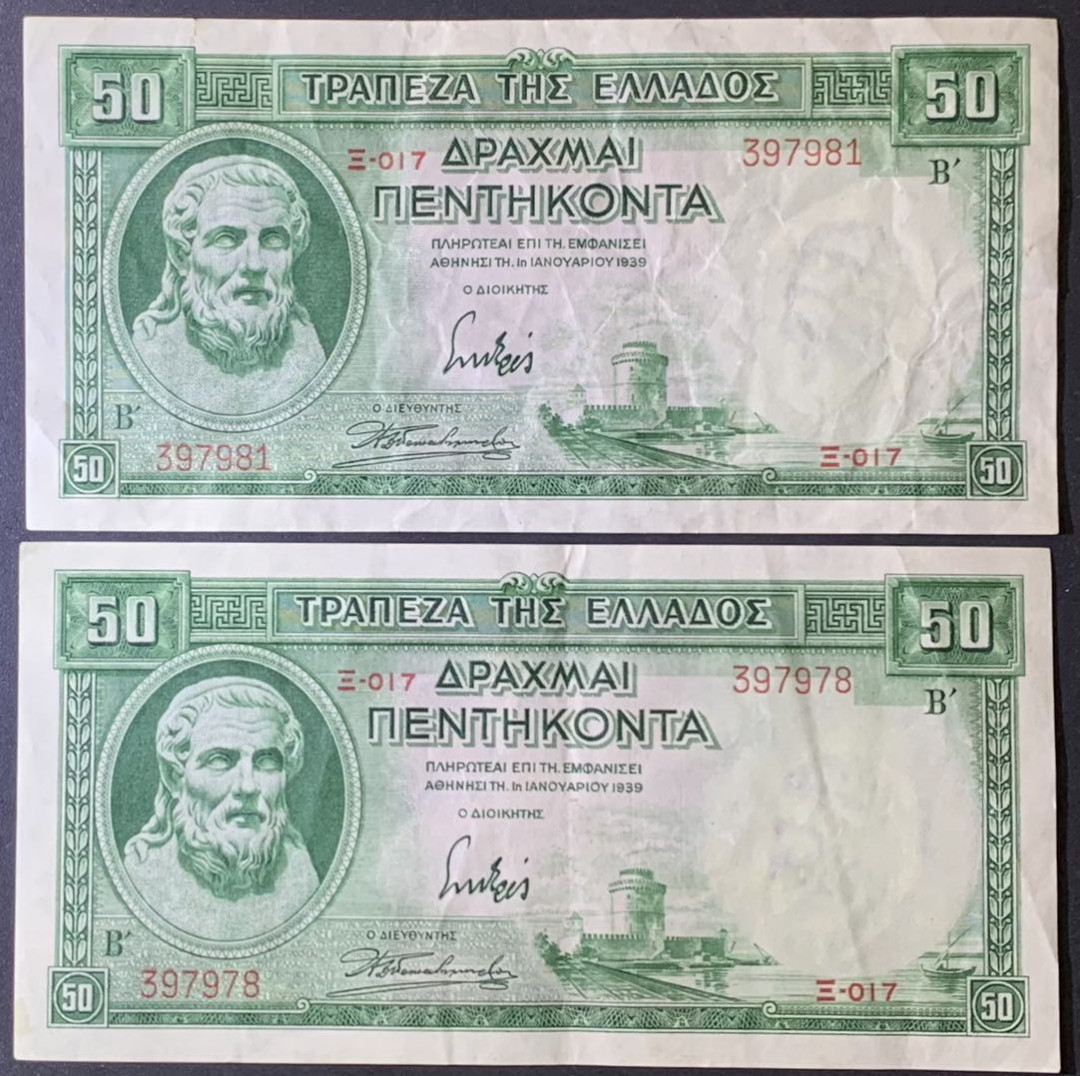 50 ΤΡΑΠΕΖΑ ΤΗΣ ΕΛΛΑΔΟΣ 50
Ξ-017 ΔΡΑΧΜΑΙ 397981
Β΄
ΠΕΝΤΗΚΟΝΤΑ
ΠΛΗΡΩΤΕΑΙ ΕΠΙ ΤΗ. ΕΜΦΑΝΙΣΕΙ
ΑΘΗΝΗΣΙ ΤΗ. 1η ΙΑΝΟΥΑΡΙΟΥ 1939
Ο ΔΙΟΙΚΗΤΗΣ
Ο ΔΙΕΥΘΥΝΤΗΣ
Β΄
397981 Ξ-017
50 50
50 ΤΡΑΠΕΖΑ ΤΗΣ ΕΛΛΑΔΟΣ 50
Ξ-017 ΔΡΑΧΜΑΙ 397978
Β΄
ΠΕΝΤΗΚΟΝΤΑ
ΠΛΗΡΩΤΕΑΙ ΕΠΙ ΤΗ. ΕΜΦΑΝΙΣΕΙ
ΑΘΗΝΗΣΙ ΤΗ. 1η ΙΑΝΟΥΑΡΙΟΥ 1939
Ο ΔΙΟΙΚΗΤΗΣ
Ο ΔΙΕΥΘΥΝΤΗΣ
Β΄
397978 Ξ-017
50 50